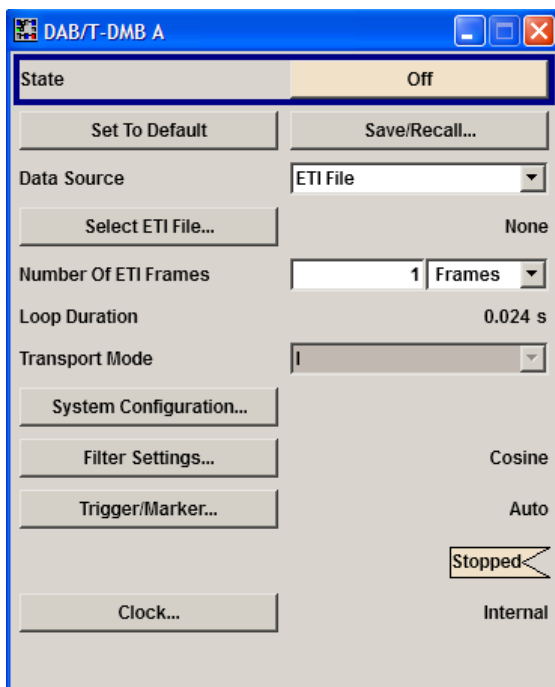 DAB/T-DMB A
State Off
Set To Default Save/Recall...
Data Source ETI File
Select ETI File... None
Number Of ETI Frames 1 Frames
Loop Duration 0.024 s
Transport Mode I
System Configuration...
Filter Settings... Cosine
Trigger/Marker... Auto
Stopped
Clock... Internal